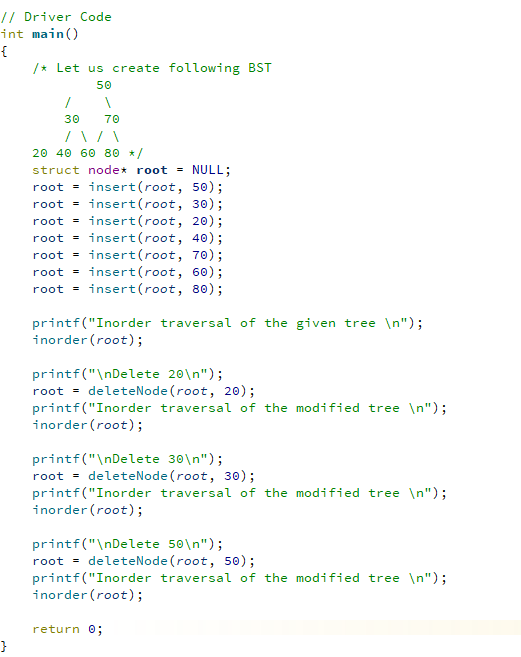 // Driver Code
int main()
{
    /* Let us create following BST
            50
        /    \
        30   70
        / \ / \
    20 40 60 80 */
    struct node* root = NULL;
    root = insert(root, 50);
    root = insert(root, 30);
    root = insert(root, 20);
    root = insert(root, 40);
    root = insert(root, 70);
    root = insert(root, 60);
    root = insert(root, 80);

    printf("Inorder traversal of the given tree \n");
    inorder(root);

    printf("\nDelete 20\n");
    root = deleteNode(root, 20);
    printf("Inorder traversal of the modified tree \n");
    inorder(root);

    printf("\nDelete 30\n");
    root = deleteNode(root, 30);
    printf("Inorder traversal of the modified tree \n");
    inorder(root);

    printf("\nDelete 50\n");
    root = deleteNode(root, 50);
    printf("Inorder traversal of the modified tree \n");
    inorder(root);

    return 0;
}